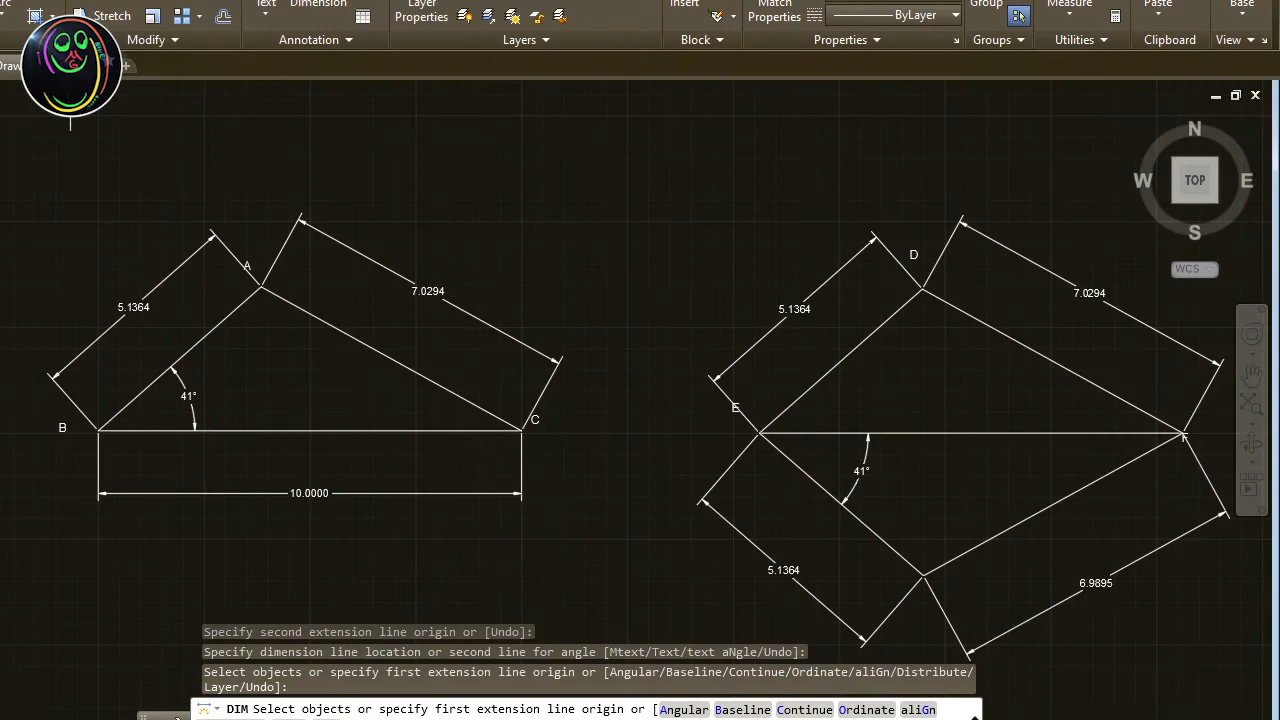 Stretch
Text
Dimension
Layer
Properties
Insert
Match
Properties
ByLayer
Group
Measure
Paste
Base
Modify
Annotation
Layers
Block
Properties
Groups
Utilities
Clipboard
View
Draw
N
W TOP E
S
WCS
A
5.1364
7.0294
41°
B
C
10.0000
D
5.1364
7.0294
E
F
41°
5.1364
6.9895
Specify second extension line origin or [Undo]:
Specify dimension line location or second line for angle [Mtext/Text/text aNgle/Undo]:
Select objects or specify first extension line origin or [Angular/Baseline/Continue/Ordinate/aliGn/Distribute/
Layer/Undo]:
DIM Select objects or specify first extension line origin or [Angular Baseline Continue Ordinate aliGn